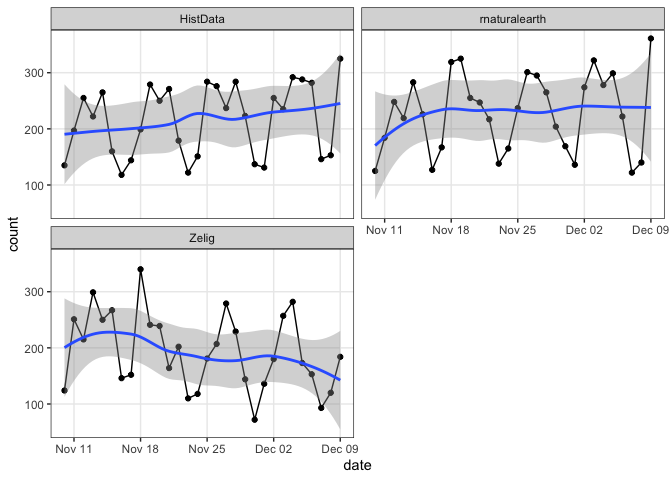 HistData
rnaturalearth
300
200
100
count
Nov 11 Nov 18 Nov 25 Dec 02 Dec 09
Zelig
300
200
100
Nov 11 Nov 18 Nov 25 Dec 02 Dec 09
date